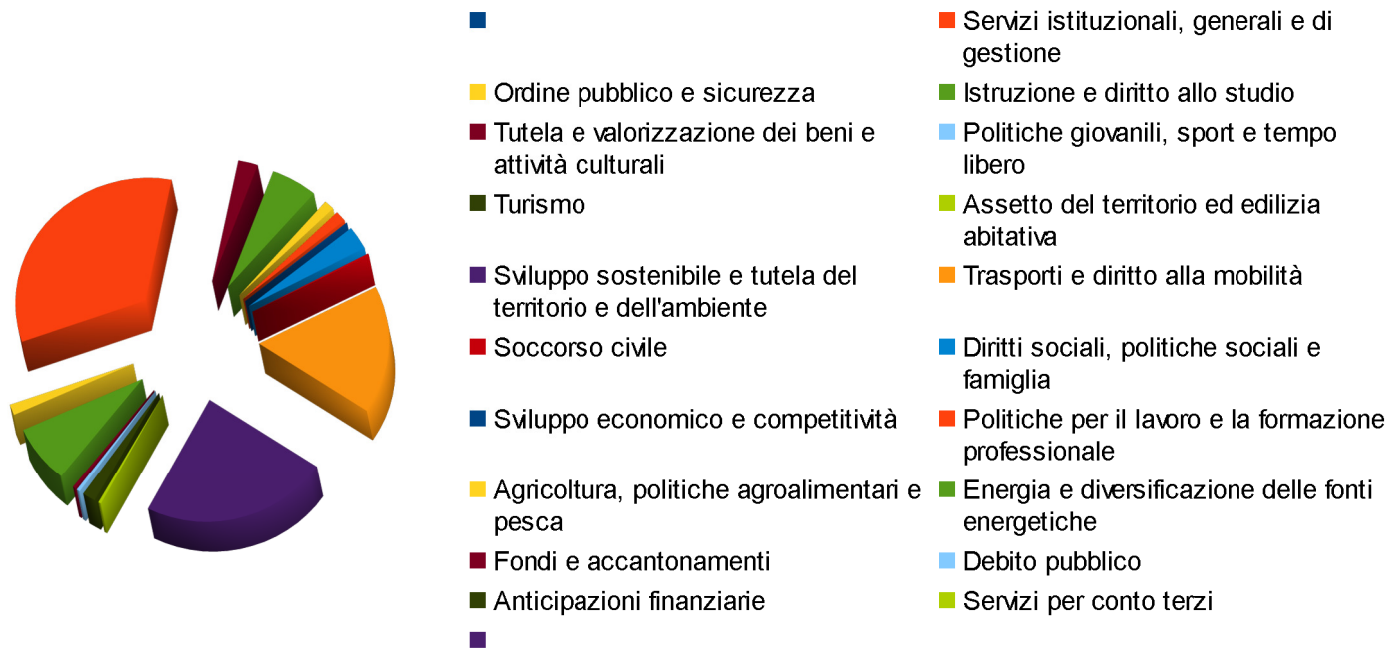 Servizi istituzionali, generali e di
gestione
Ordine pubblico e sicurezza
Istruzione e diritto allo studio
Tutela e valorizzazione dei beni e
attività culturali
Politiche giovanili, sport e tempo
libero
Turismo
Assetto del territorio ed edilizia
abitativa
Sviluppo sostenibile e tutela del
territorio e dell'ambiente
Trasporti e diritto alla mobilità
Soccorso civile
Diritti sociali, politiche sociali e
famiglia
Sviluppo economico e competitività
Politiche per il lavoro e la formazione
professionale
Agricoltura, politiche agroalimentari e
pesca
Energia e diversificazione delle fonti
energetiche
Fondi e accantonamenti
Debito pubblico
Anticipazioni finanziarie
Servizi per conto terzi